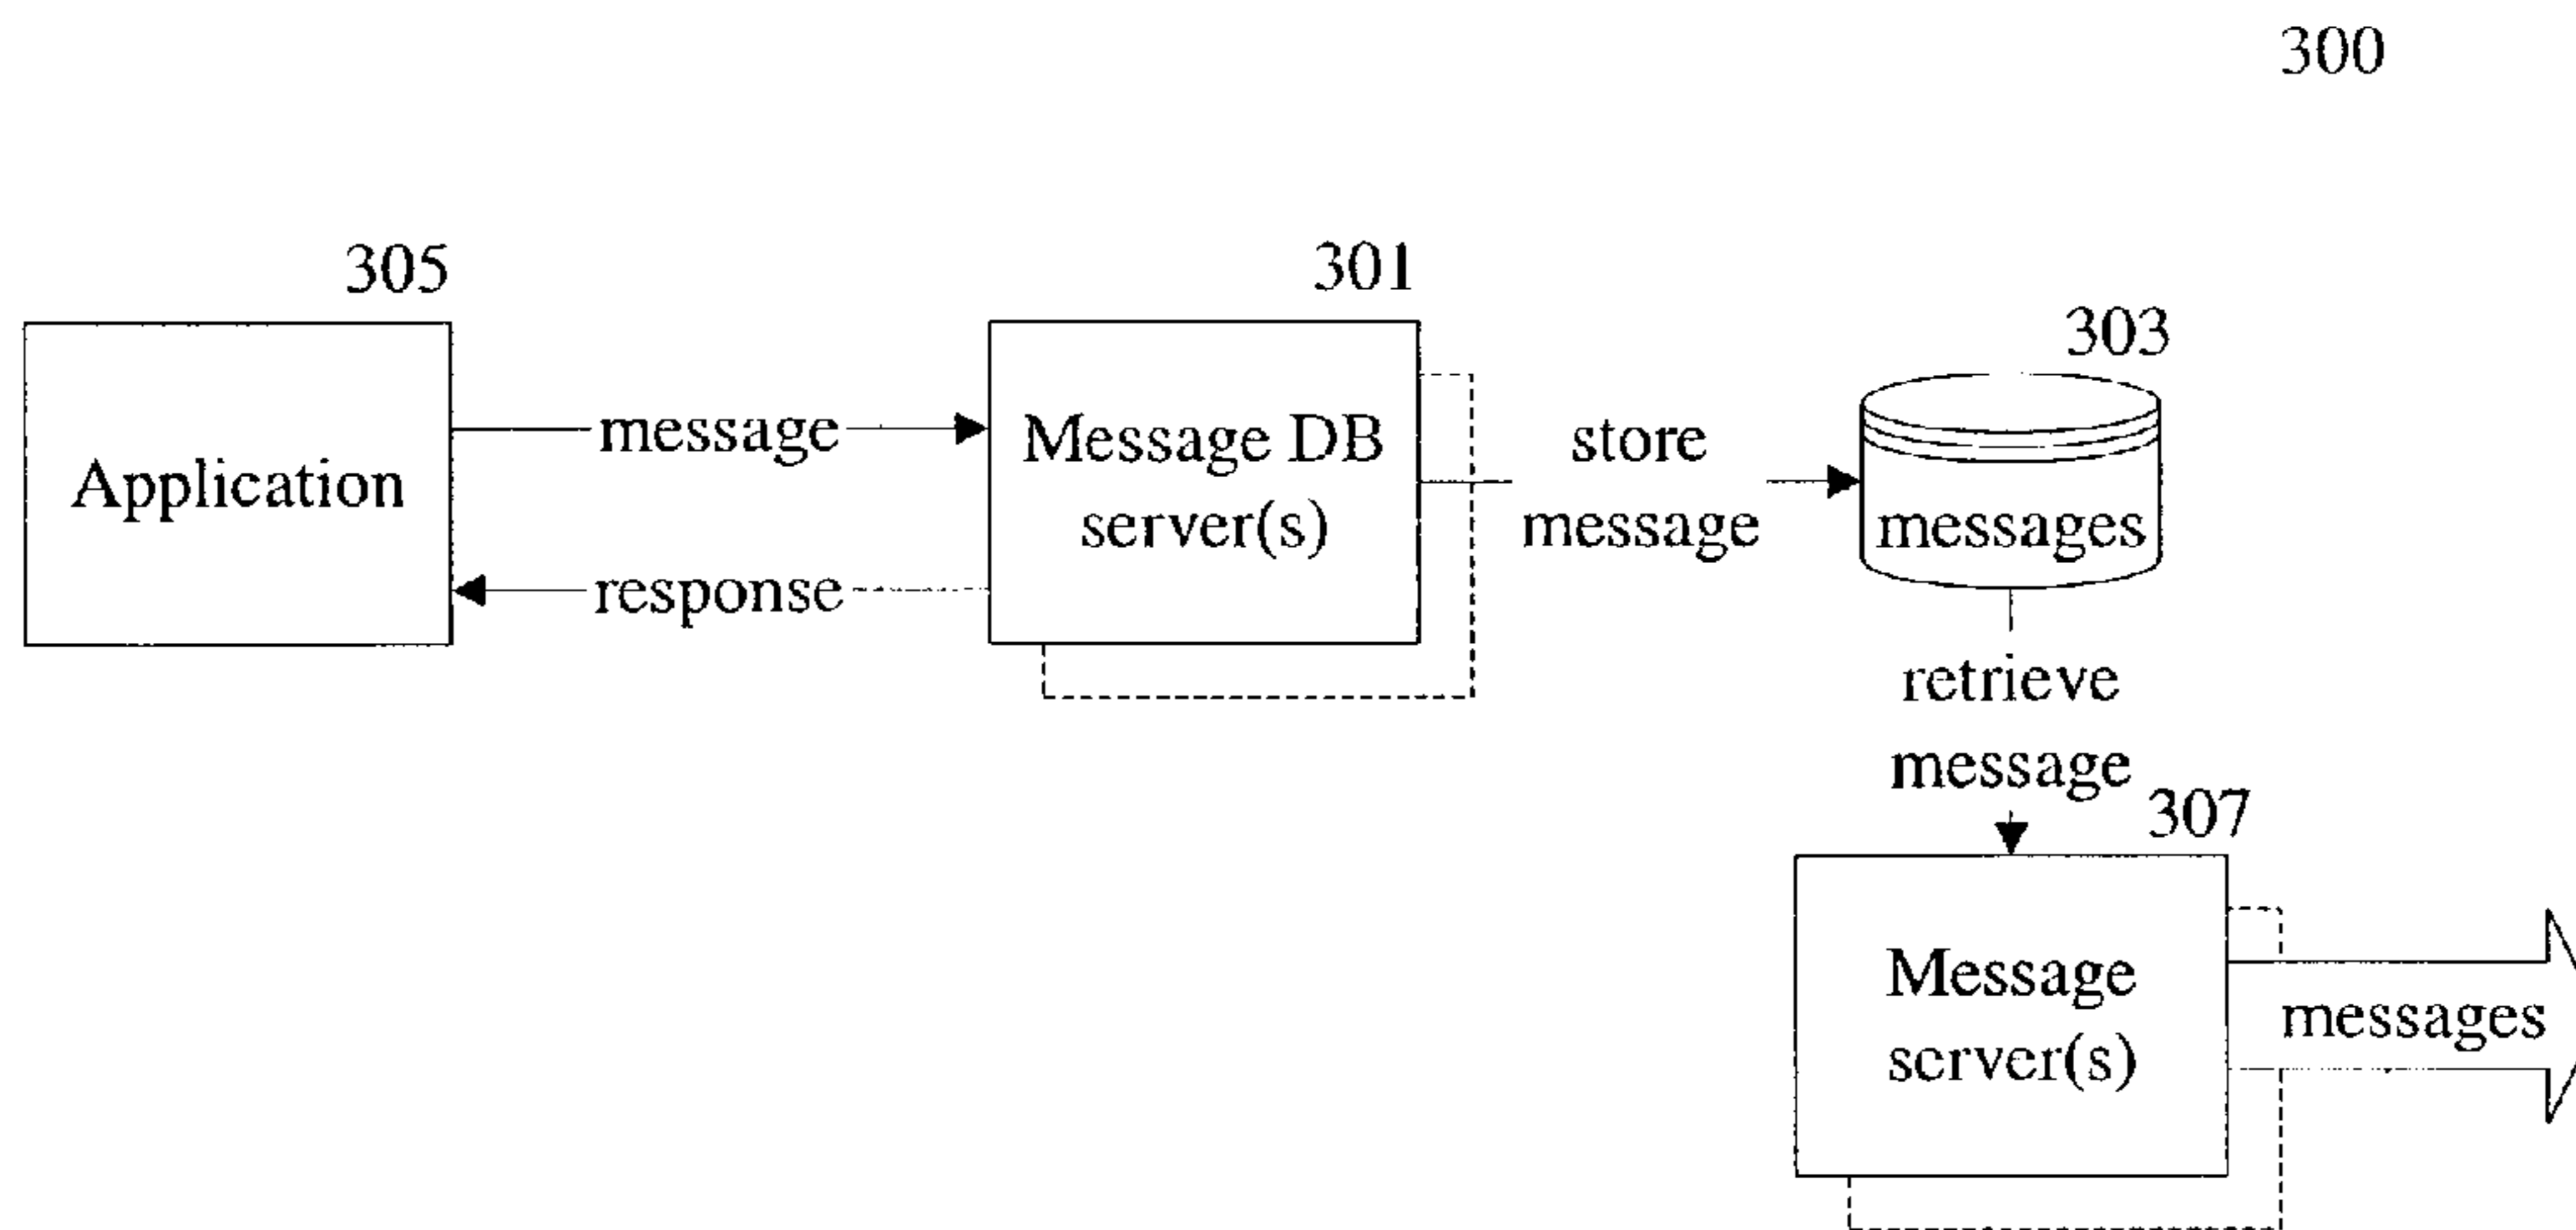 300
305
301
303
Application
message
response
Message DB
server(s)
store
message
messages
retrieve
message
307
Message
server(s)
messages